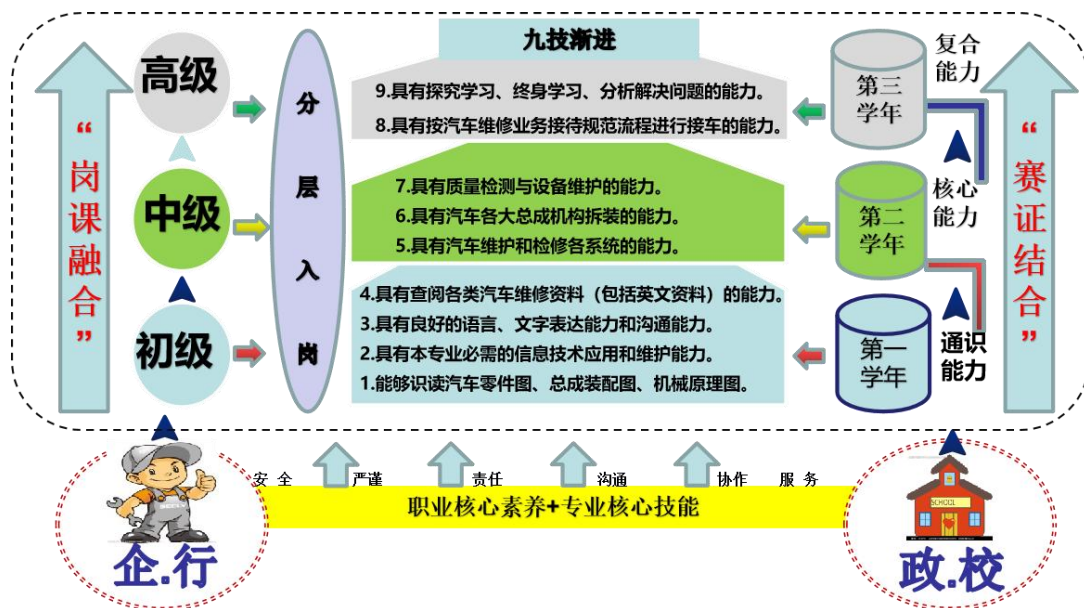 九技渐进
“岗课融合”
高级
中级
初级
分层入岗
9.具有探究学习、终身学习、分析解决问题的能力。
8.具有按汽车维修业务接待规范流程进行接车的能力。
7.具有质量检测与设备维护的能力。
6.具有汽车各大总成机构拆装的能力。
5.具有汽车维护和检修各系统的能力。
4.具有查阅各类汽车维修资料（包括英文资料）的能力。
3.具有良好的语言、文字表达能力和沟通能力。
2.具有本专业必需的信息技术应用和维护能力。
1.能够识读汽车零件图、总成装配图、机械原理图。
第三
学年
第二
学年
第一
学年
复合
能力
核心
能力
通识
能力
“赛证结合”
安全 严谨 责任 沟通 协作 服务
职业核心素养+专业核心技能
企.行
SCHOOL
政.校